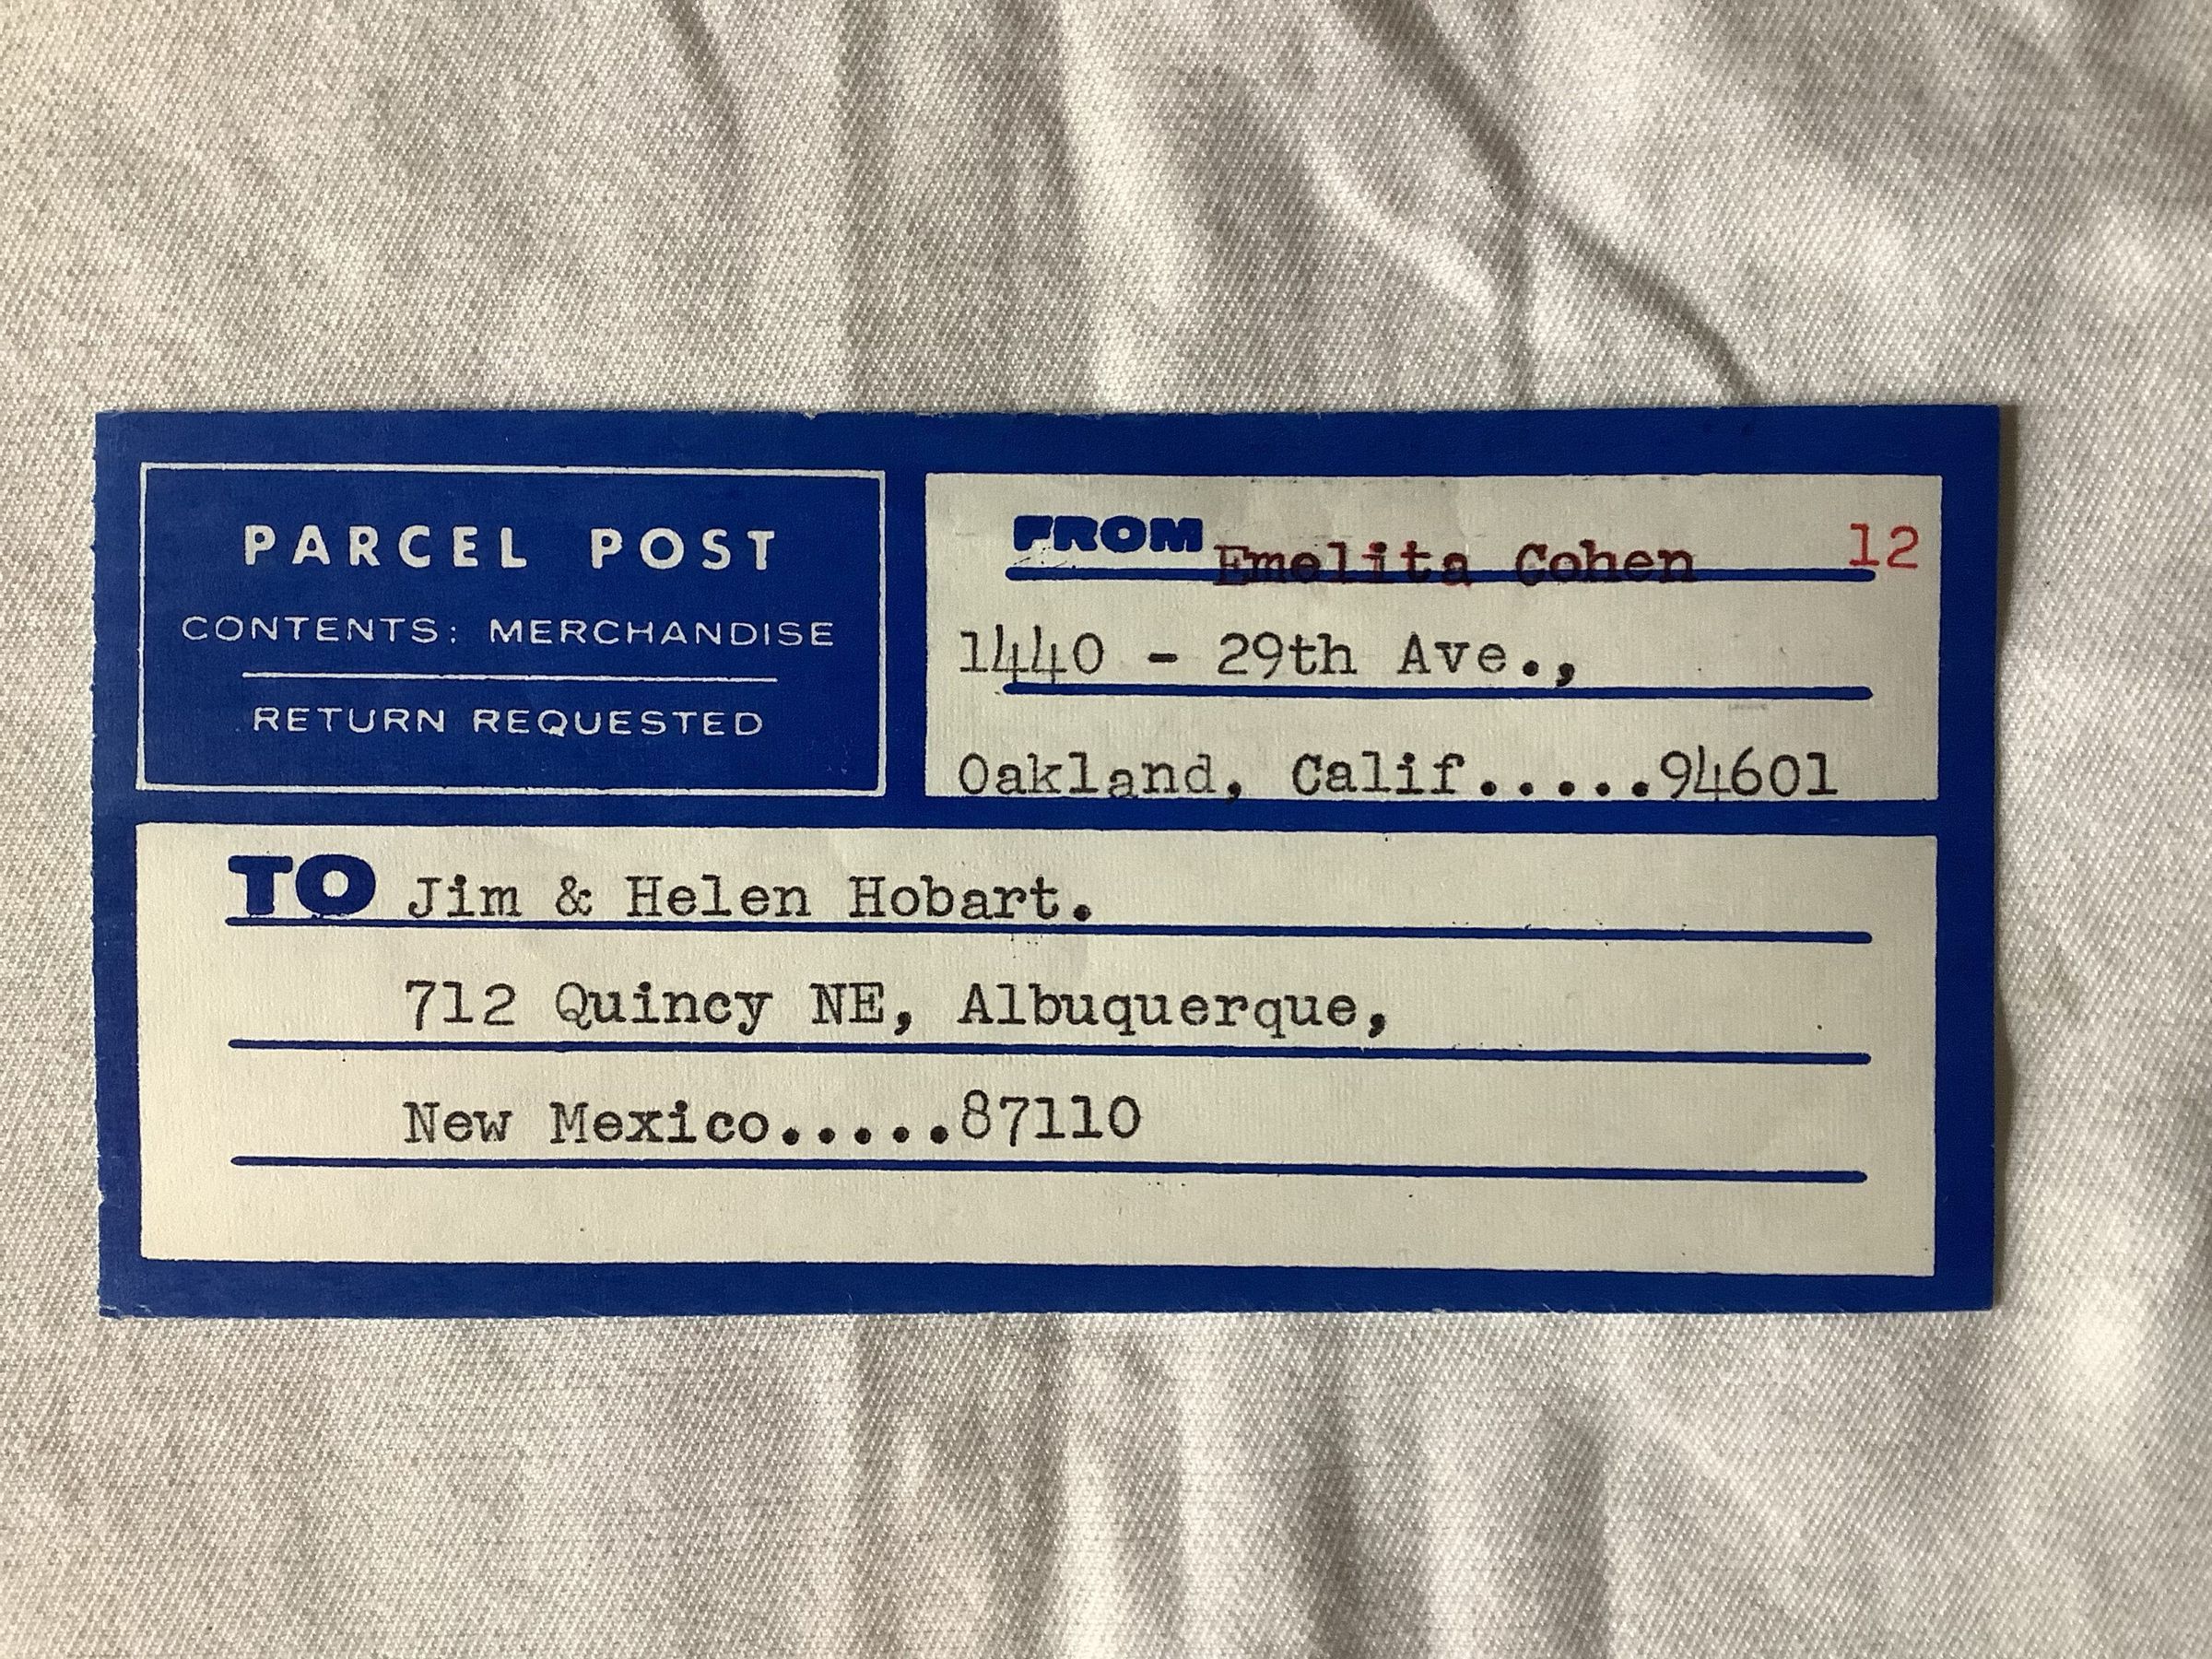 PARCEL POST
CONTENTS: MERCHANDISE
RETURN REQUESTED
FROM Emelita Cohen 12
1440 - 29th Ave.,
Oakland, Calif.....94601
TO Jim & Helen Hobart.
712 Quincy NE, Albuquerque,
New Mexico.....87110